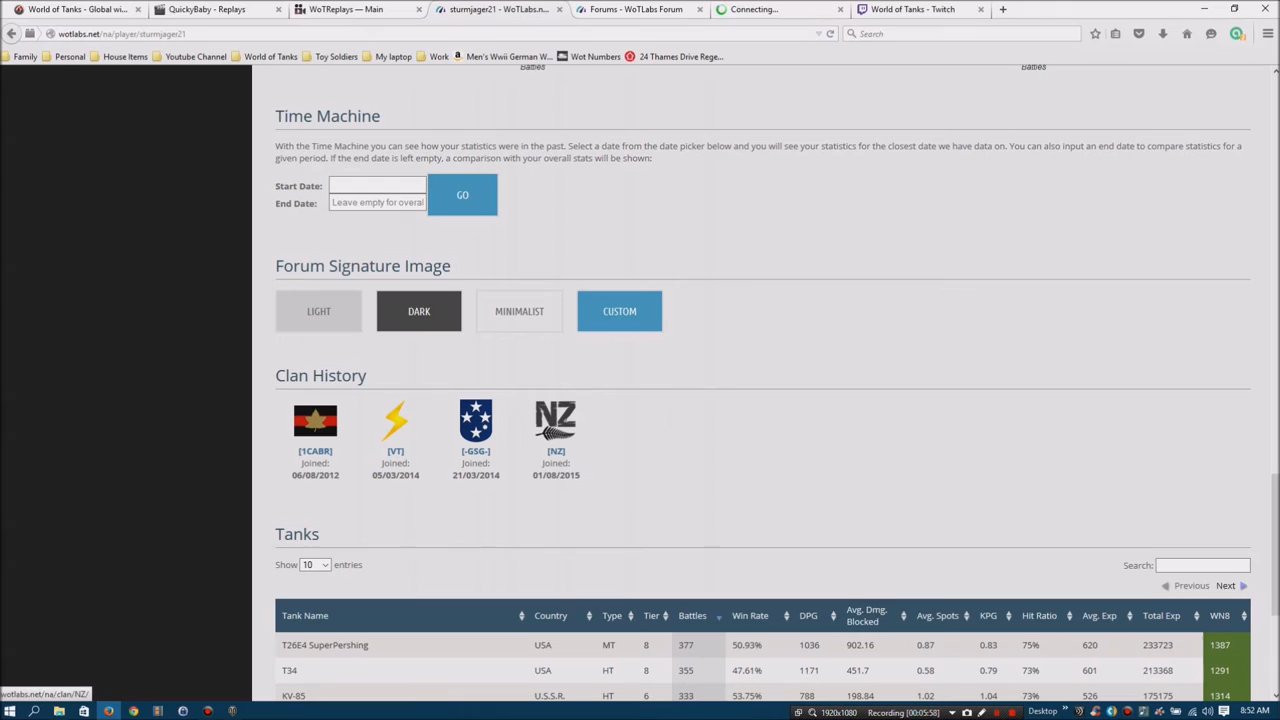 World of Tanks - Global wi...
QuickyBaby - Replays
WoTReplays — Main
sturmjager21 - WoTLabs.n...
Forums - WoTLabs Forum
Connecting...
World of Tanks - Twitch
wotlabs.net/na/player/sturmjager21
Search
Family
Personal
House Items
Youtube Channel
World of Tanks
Toy Soldiers
My laptop
Work
Men's Wwii German W...
Wot Numbers
24 Thames Drive Rege...
Battles
Battles
Time Machine
With the Time Machine you can see how your statistics were in the past. Select a date from the date picker below and you will see your statistics for the closest date we have data on. You can also input an end date to compare statistics for a
given period. If the end date is left empty, a comparison with your overall stats will be shown:
Start Date:
GO
End Date: Leave empty for overal
Forum Signature Image
LIGHT DARK MINIMALIST CUSTOM
Clan History
NZ
[1CABR] [VT] [-GSG-] [NZ]
Joined: Joined: Joined: Joined:
06/08/2012 05/03/2014 21/03/2014 01/08/2015
Tanks
Show 10 entries Search:
Previous Next
Tank Name Country Type Tier Battles Win Rate DPG Avg. Dmg. Blocked Avg. Spots KPG Hit Ratio Avg. Exp Total Exp WN8
T26E4 SuperPershing USA MT 8 377 50.93% 1036 902.16 0.87 0.83 75% 620 233723 1387
T34 USA HT 8 355 47.61% 1171 451.7 0.58 0.79 73% 601 213368 1291
KV-85 U.S.S.R. HT 6 333 53.75% 788 198.84 1.02 1.04 73% 526 175175 1314
wotlabs.net/na/clan/NZ/
1920x1080
Recording [00:05:58]
Desktop
8:52 AM